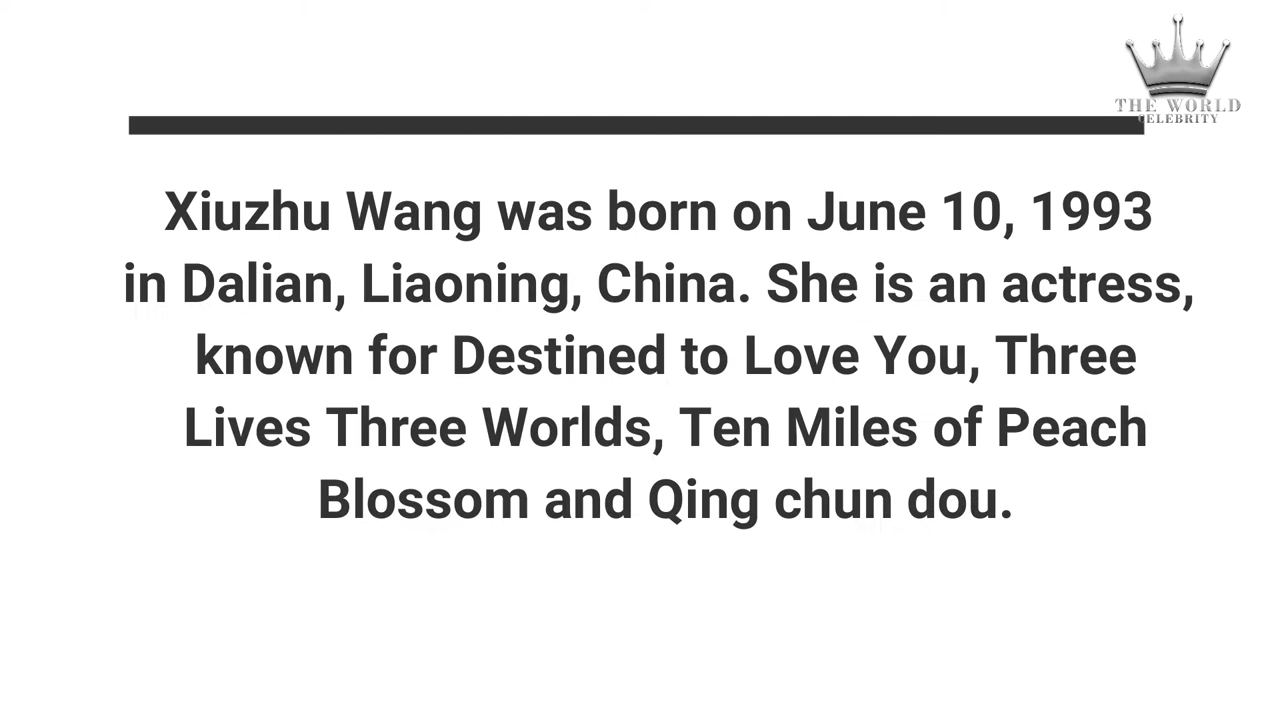 THE WORLD
CELEBRITY
Xiuzhu Wang was born on June 10, 1993
in Dalian, Liaoning, China. She is an actress,
known for Destined to Love You, Three
Lives Three Worlds, Ten Miles of Peach
Blossom and Qing chun dou.